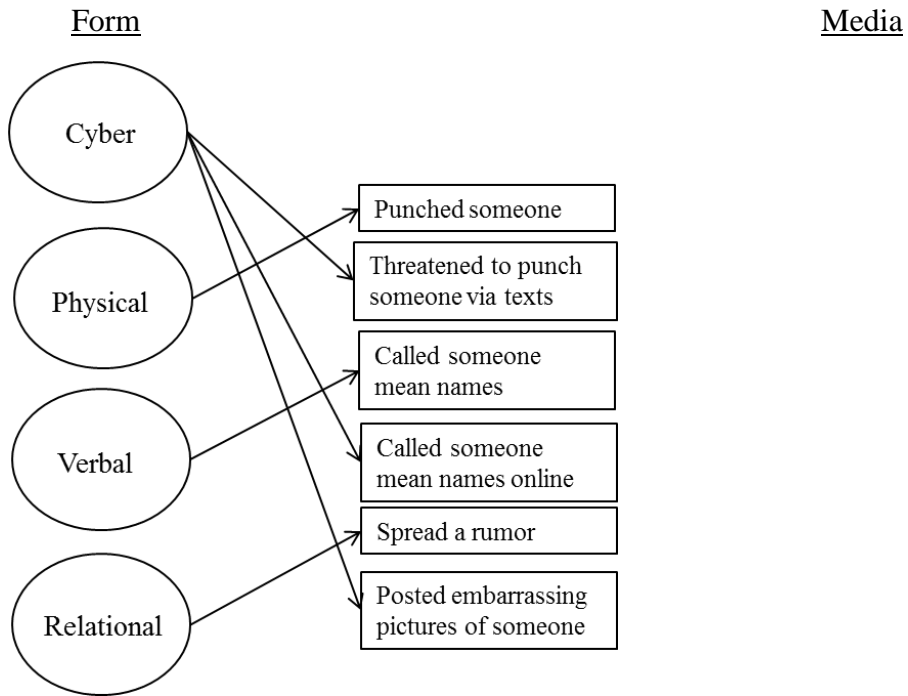 Form
Media
Cyber
Physical
Verbal
Relational
Punched someone
Threatened to punch
someone via texts
Called someone
mean names
Called someone
mean names online
Spread a rumor
Posted embarrassing
pictures of someone